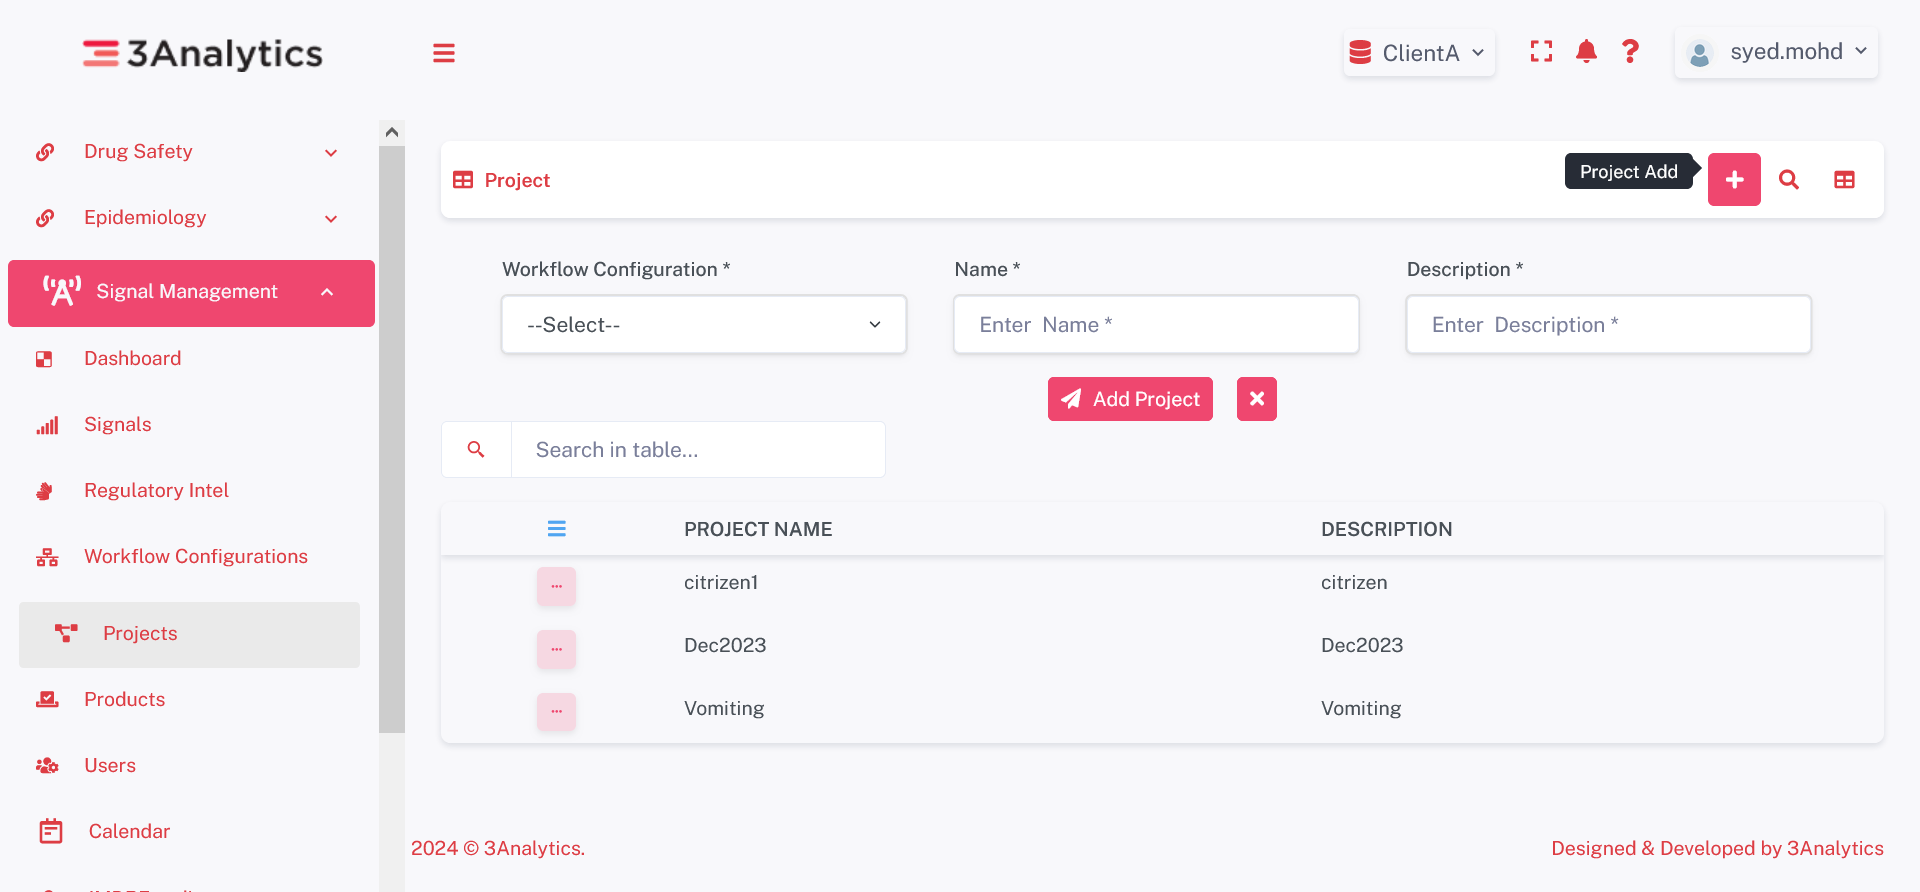 3Analytics
ClientA
syed.mohd
Drug Safety
Epidemiology
Signal Management
Dashboard
Signals
Regulatory Intel
Workflow Configurations
Projects
Products
Users
Calendar
Project
Project Add
Workflow Configuration *
Name *
Description *
--Select--
Enter Name *
Enter Description *
Add Project
Search in table...
PROJECT NAME DESCRIPTION
citrizen1 citrizen
Dec2023 Dec2023
Vomiting Vomiting
2024 © 3Analytics.
Designed & Developed by 3Analytics